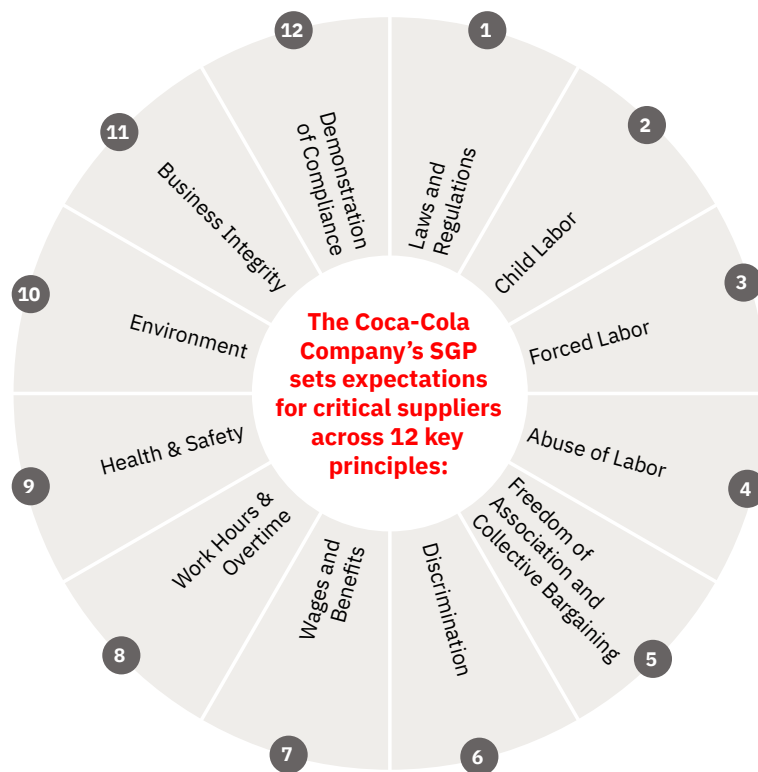 The Coca-Cola
Company’s SGP
sets expectations
for critical suppliers
across 12 key
principles:
1
Laws and
Regulations
2
Child Labor
3
Forced Labor
4
Abuse of Labor
5
Freedom of
Association and
Collective Bargaining
6
Discrimination
7
Wages and
Benefits
8
Work Hours &
Overtime
9
Health & Safety
10
Environment
11
Business Integrity
12
Demonstration
of Compliance